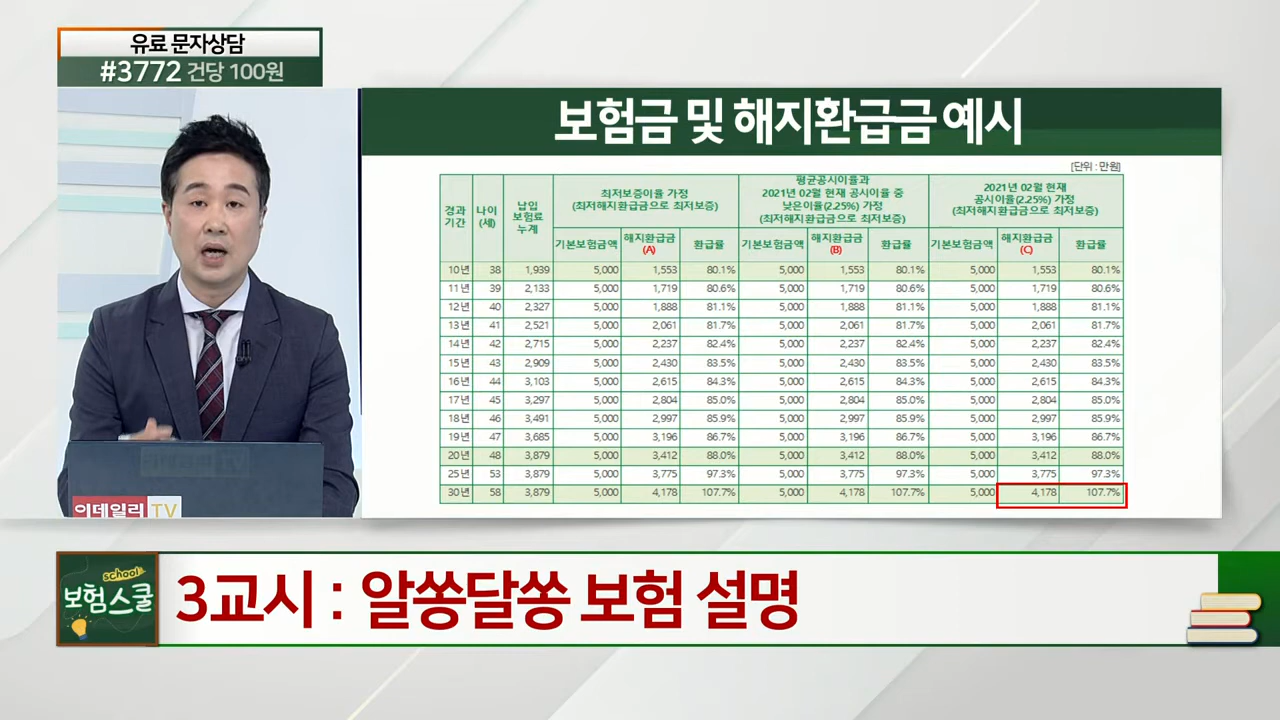 유료 문자상담
#3772 건당 100원
보험금 및 해지환급금 예시
[단위 : 만원]
경과기간 나이(세) 납입보험료누계 최저보증이율 가정 (최저해지환급금으로 최저보증) 평균공시이율과 2021년 02월 현재 공시이율 중 낮은이율(2.25%) 가정 (최저해지환급금으로 최저보증) 2021년 02월 현재 공시이율(2.25%) 가정 (최저해지환급금으로 최저보증)
기본보험금액 해지환급금(A) 환급률 기본보험금액 해지환급금(B) 환급률 기본보험금액 해지환급금(C) 환급률
10년 38 1,939 5,000 1,553 80.1% 5,000 1,553 80.1% 5,000 1,553 80.1%
11년 39 2,133 5,000 1,719 80.6% 5,000 1,719 80.6% 5,000 1,719 80.6%
12년 40 2,327 5,000 1,888 81.1% 5,000 1,888 81.1% 5,000 1,888 81.1%
13년 41 2,521 5,000 2,061 81.7% 5,000 2,061 81.7% 5,000 2,061 81.7%
14년 42 2,715 5,000 2,237 82.4% 5,000 2,237 82.4% 5,000 2,237 82.4%
15년 43 2,909 5,000 2,430 83.5% 5,000 2,430 83.5% 5,000 2,430 83.5%
16년 44 3,103 5,000 2,615 84.3% 5,000 2,615 84.3% 5,000 2,615 84.3%
17년 45 3,297 5,000 2,804 85.0% 5,000 2,804 85.0% 5,000 2,804 85.0%
18년 46 3,491 5,000 2,997 85.9% 5,000 2,997 85.9% 5,000 2,997 85.9%
19년 47 3,685 5,000 3,196 86.7% 5,000 3,196 86.7% 5,000 3,196 86.7%
20년 48 3,879 5,000 3,412 88.0% 5,000 3,412 88.0% 5,000 3,412 88.0%
25년 53 3,879 5,000 3,775 97.3% 5,000 3,775 97.3% 5,000 3,775 97.3%
30년 58 3,879 5,000 4,178 107.7% 5,000 4,178 107.7% 5,000 4,178 107.7%
이데일리 TV
school
보험스쿨
3교시 : 알쏭달쏭 보험 설명